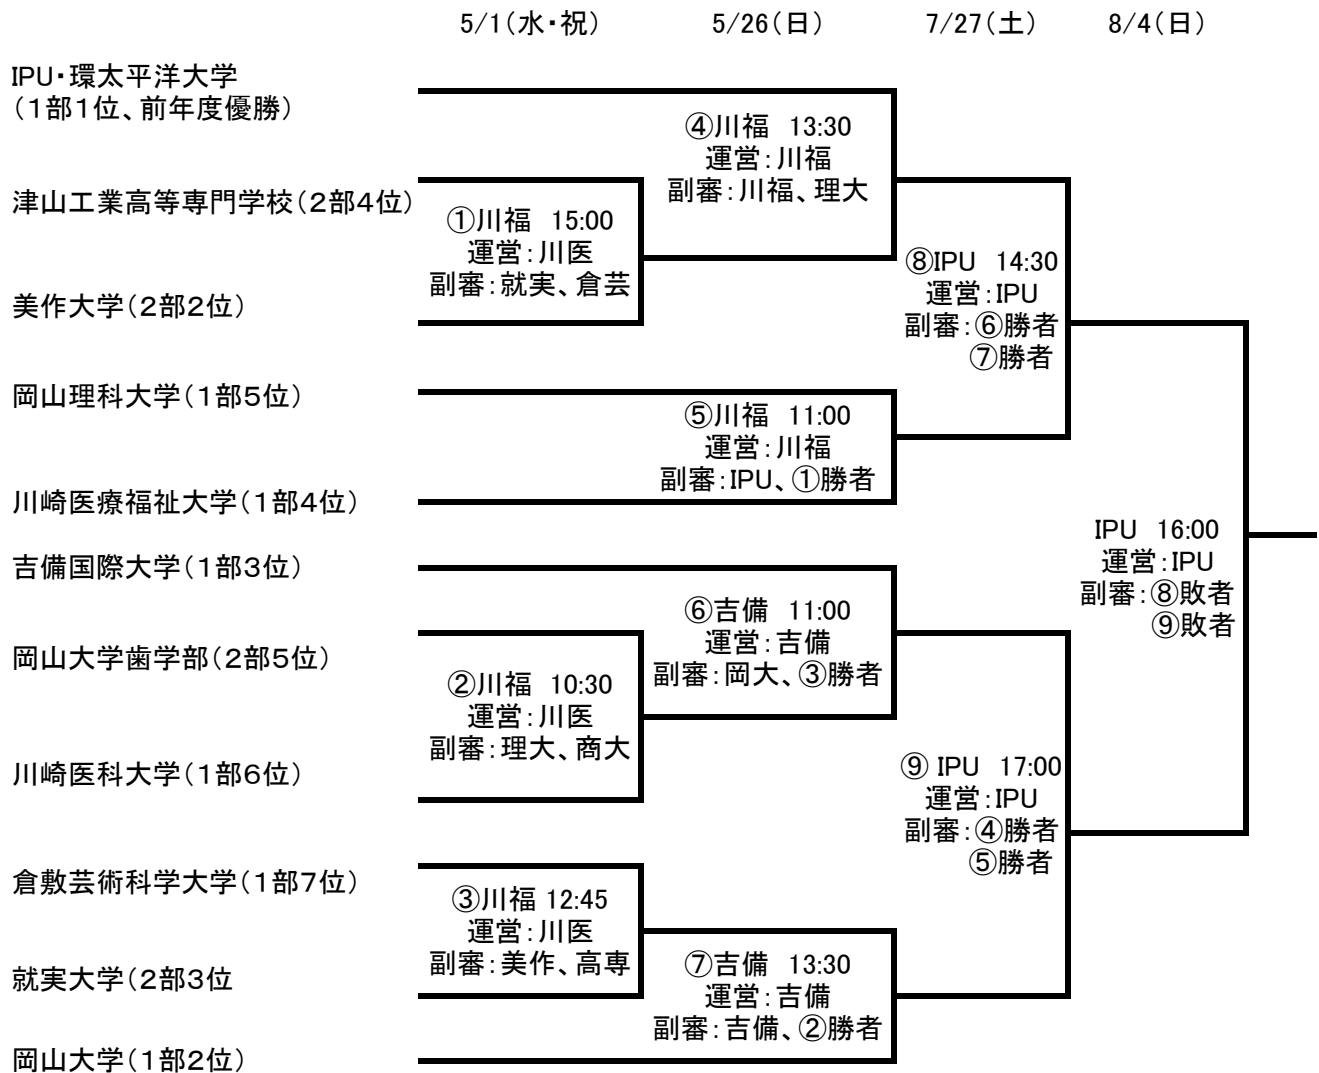 5/1(水・祝)
5/26(日)
7/27(土)
8/4(日)
IPU・環太平洋大学
(1部1位、前年度優勝)
津山工業高等専門学校(2部4位)
美作大学(2部2位)
岡山理科大学(1部5位)
川崎医療福祉大学(1部4位)
吉備国際大学(1部3位)
岡山大学歯学部(2部5位)
川崎医科大学(1部6位)
倉敷芸術科学大学(1部7位)
就実大学(2部3位
岡山大学(1部2位)
①川福 15:00
運営:川医
副審:就実、倉芸
②川福 10:30
運営:川医
副審:理大、商大
③川福 12:45
運営:川医
副審:美作、高専
④川福 13:30
運営:川福
副審:川福、理大
⑤川福 11:00
運営:川福
副審:IPU、①勝者
⑥吉備 11:00
運営:吉備
副審:岡大、③勝者
⑦吉備 13:30
運営:吉備
副審:吉備、②勝者
⑧IPU 14:30
運営:IPU
副審:⑥勝者
⑦勝者
⑨ IPU 17:00
運営:IPU
副審:④勝者
⑤勝者
IPU 16:00
運営:IPU
副審:⑧敗者
⑨敗者